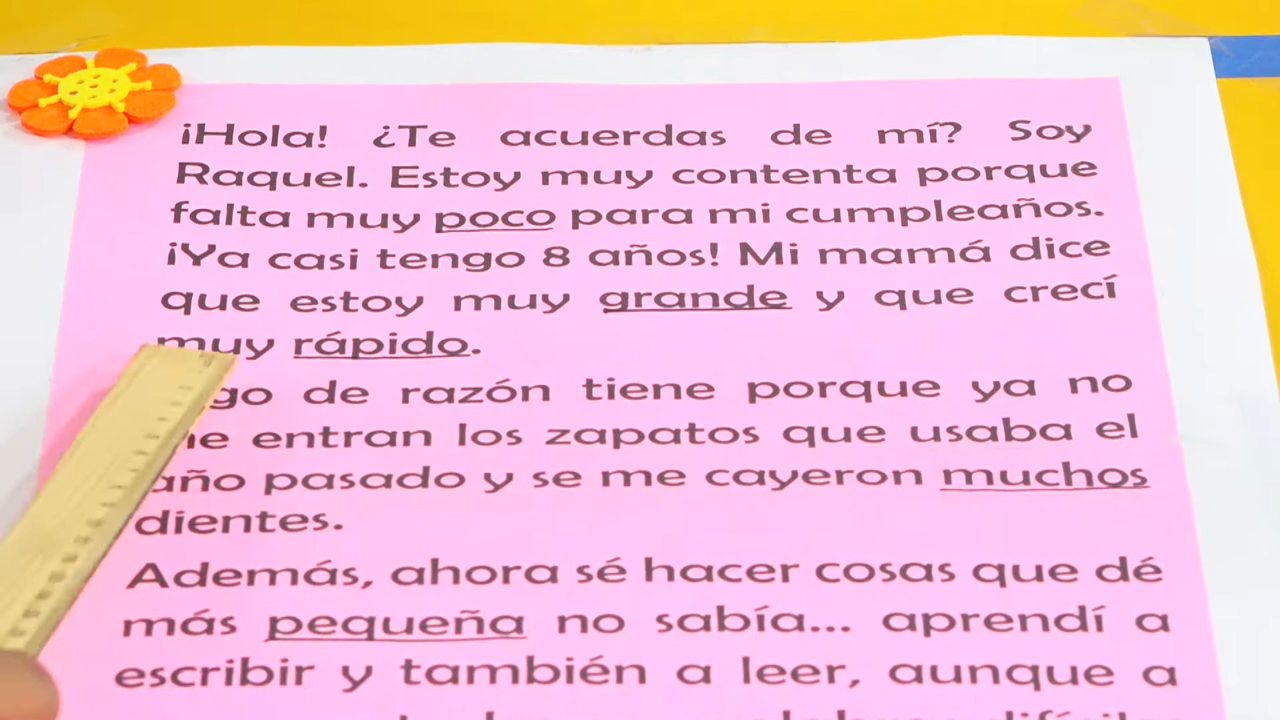 ¡Hola! ¿Te acuerdas de mí? Soy
Raquel. Estoy muy contenta porque
falta muy poco para mi cumpleaños.
¡Ya casi tengo 8 años! Mi mamá dice
que estoy muy grande y que crecí
muy rápido.
de razón tiene porque ya no
entran los zapatos que usaba el
año pasado y se me cayeron muchos
dientes.
Además, ahora sé hacer cosas que dé
más pequeña no sabía... aprendí a
escribir y también a leer, aunque a